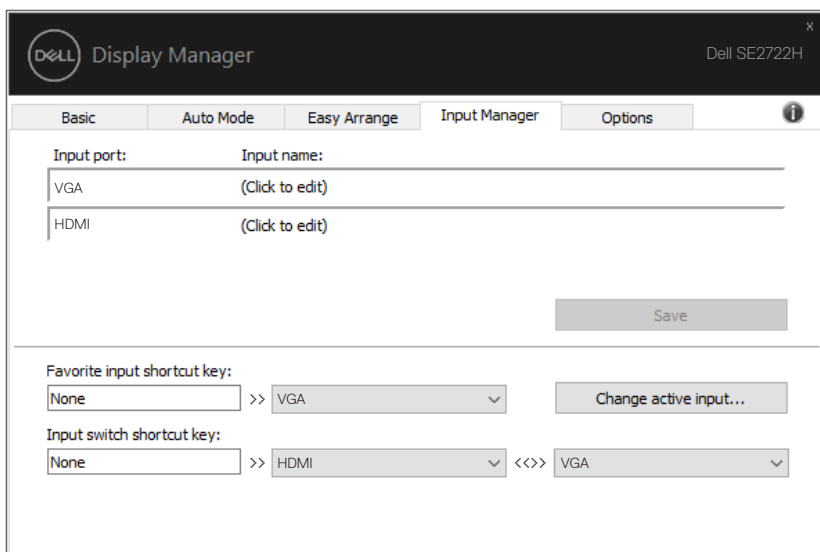 x
DELL Display Manager Dell SE2722H
Basic Auto Mode Easy Arrange Input Manager Options i
Input port: Input name:
VGA (Click to edit)
HDMI (Click to edit)
Save
Favorite input shortcut key:
None >> VGA Change active input...
Input switch shortcut key:
None >> HDMI <<>> VGA